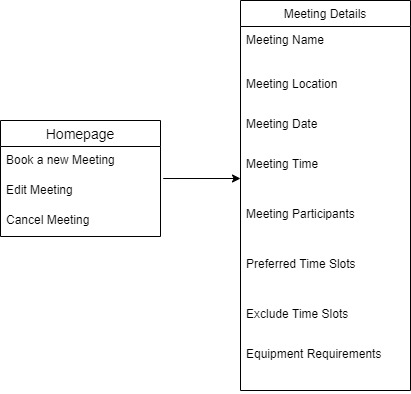 Homepage
Book a new Meeting
Edit Meeting
Cancel Meeting
Meeting Details
Meeting Name
Meeting Location
Meeting Date
Meeting Time
Meeting Participants
Preferred Time Slots
Exclude Time Slots
Equipment Requirements